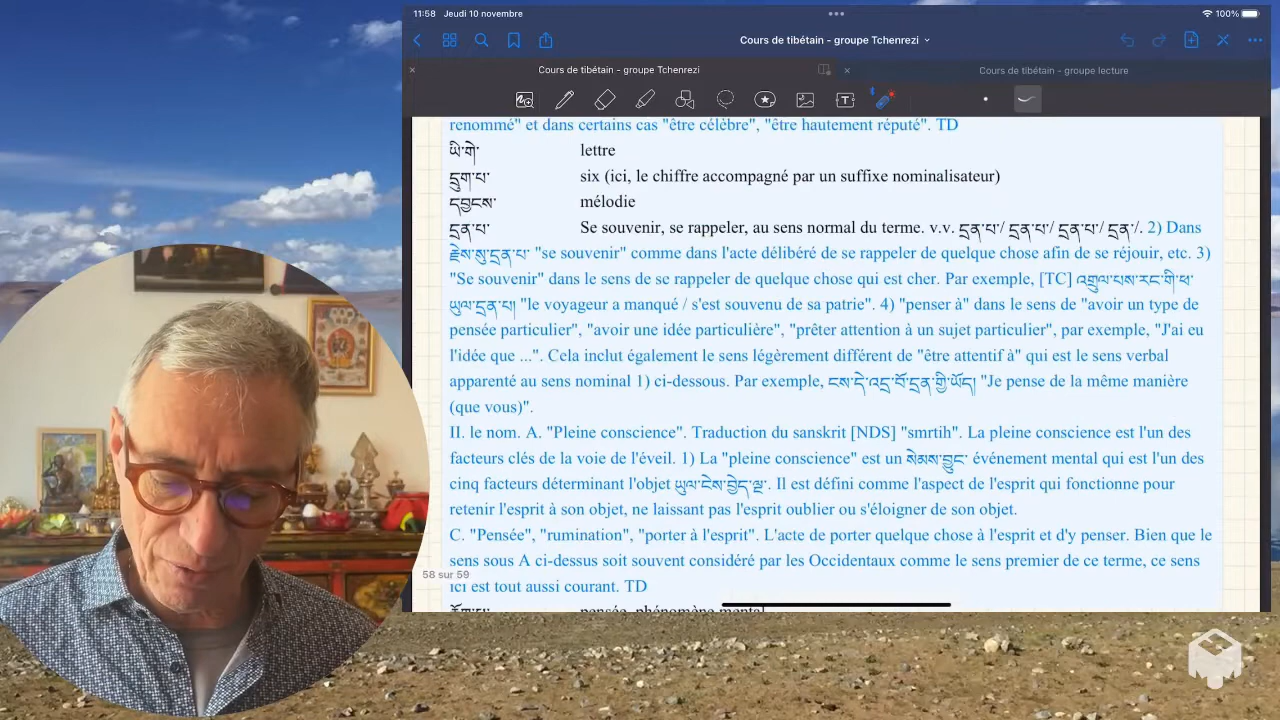 11:58 Jeudi 10 novembre
100%
Cours de tibétain - groupe Tchenrezi
Cours de tibétain - groupe Tchenrezi
Cours de tibétain - groupe lecture
renommé" et dans certains cas "être célèbre", "être hautement réputé". TD
ཡི་གེ་ lettre
དྲུག་པ་ six (ici, le chiffre accompagné par un suffixe nominalisateur)
དབྱངས་ mélodie
དྲན་པ་ Se souvenir, se rappeler, au sens normal du terme. v.v. དྲན་པ་/ དྲན་པ་/ དྲན་པ་/ དྲན་/. 2) Dans
རྗེས་སུ་དྲན་པ་ "se souvenir" comme dans l'acte délibéré de se rappeler de quelque chose afin de se réjouir, etc. 3)
"Se souvenir" dans le sens de se rappeler de quelque chose qui est cher. Par exemple, [TC] འགྲུལ་པས་རང་གི་ཕ་
ཡུལ་དྲན་པ། "le voyageur a manqué / s'est souvenu de sa patrie". 4) "penser à" dans le sens de "avoir un type de
pensée particulier", "avoir une idée particulière", "prêter attention à un sujet particulier", par exemple, "J'ai eu
l'idée que ...". Cela inclut également le sens légèrement différent de "être attentif à" qui est le sens verbal
apparenté au sens nominal 1) ci-dessous. Par exemple, ངས་དེ་འདྲ་བོ་དྲན་གྱི་ཡོད། "Je pense de la même manière
(que vous)".
II. le nom. A. "Pleine conscience". Traduction du sanskrit [NDS] "smrtih". La pleine conscience est l'un des
facteurs clés de la voie de l'éveil. 1) La "pleine conscience" est un སེམས་བྱུང་ événement mental qui est l'un des
cinq facteurs déterminant l'objet ཡུལ་ངེས་བྱེད་ལྔ་. Il est défini comme l'aspect de l'esprit qui fonctionne pour
retenir l'esprit à son objet, ne laissant pas l'esprit oublier ou s'éloigner de son objet.
C. "Pensée", "rumination", "porter à l'esprit". L'acte de porter quelque chose à l'esprit et d'y penser. Bien que le
sens sous A ci-dessus soit souvent considéré par les Occidentaux comme le sens premier de ce terme, ce sens
58 sur 59
ici est tout aussi courant. TD
pensée, phénomène mental